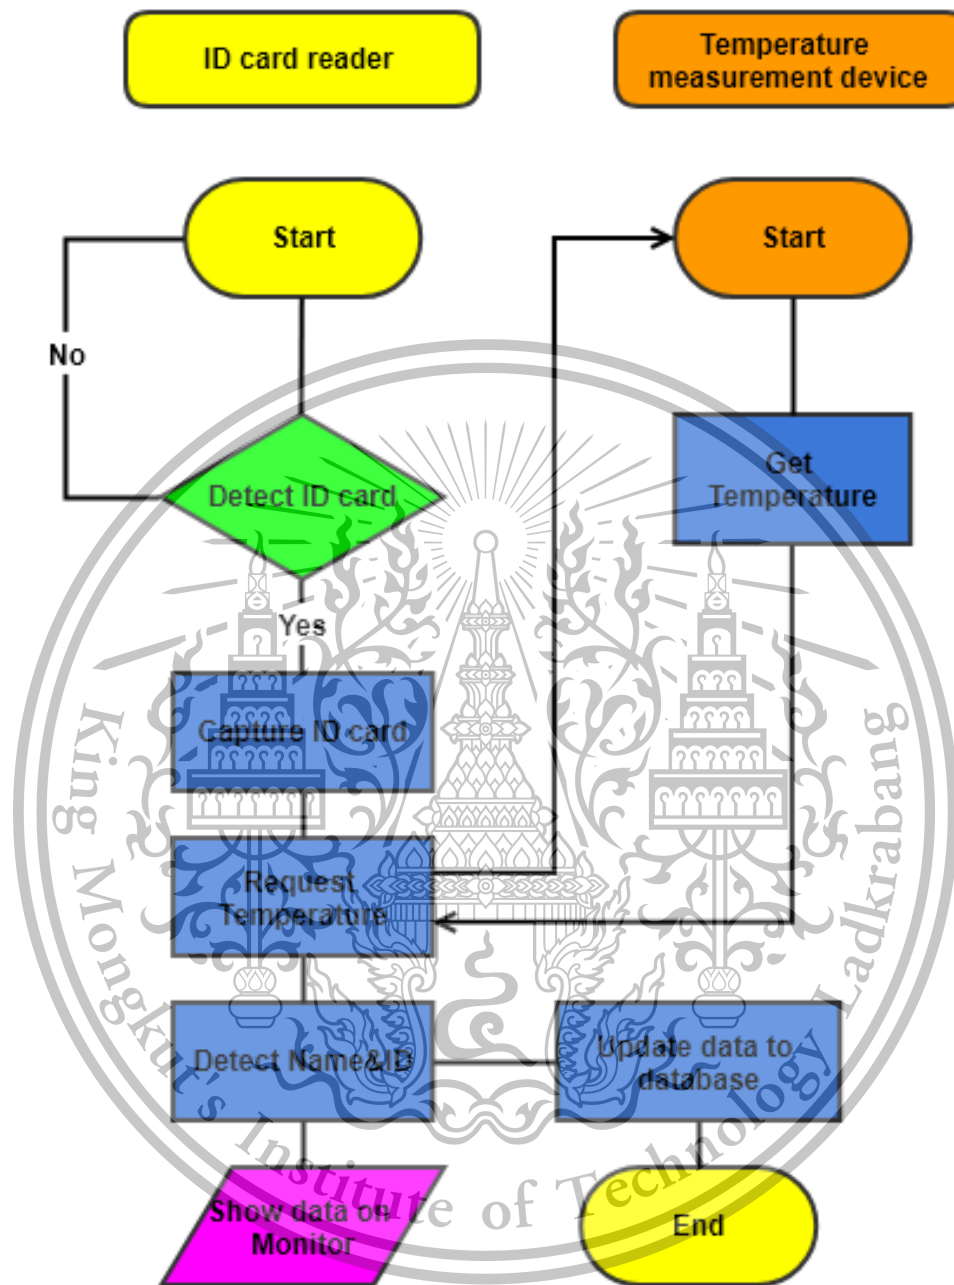 ID card reader
Temperature
measurement device
Start
Start
No
Detect ID card
Get
Temperature
Yes
Capture ID card
Request
Temperature
Detect Name&ID
Update data to
database
Show data on
Monitor
End
King Mongkut's Institute of Technology Ladkrabang